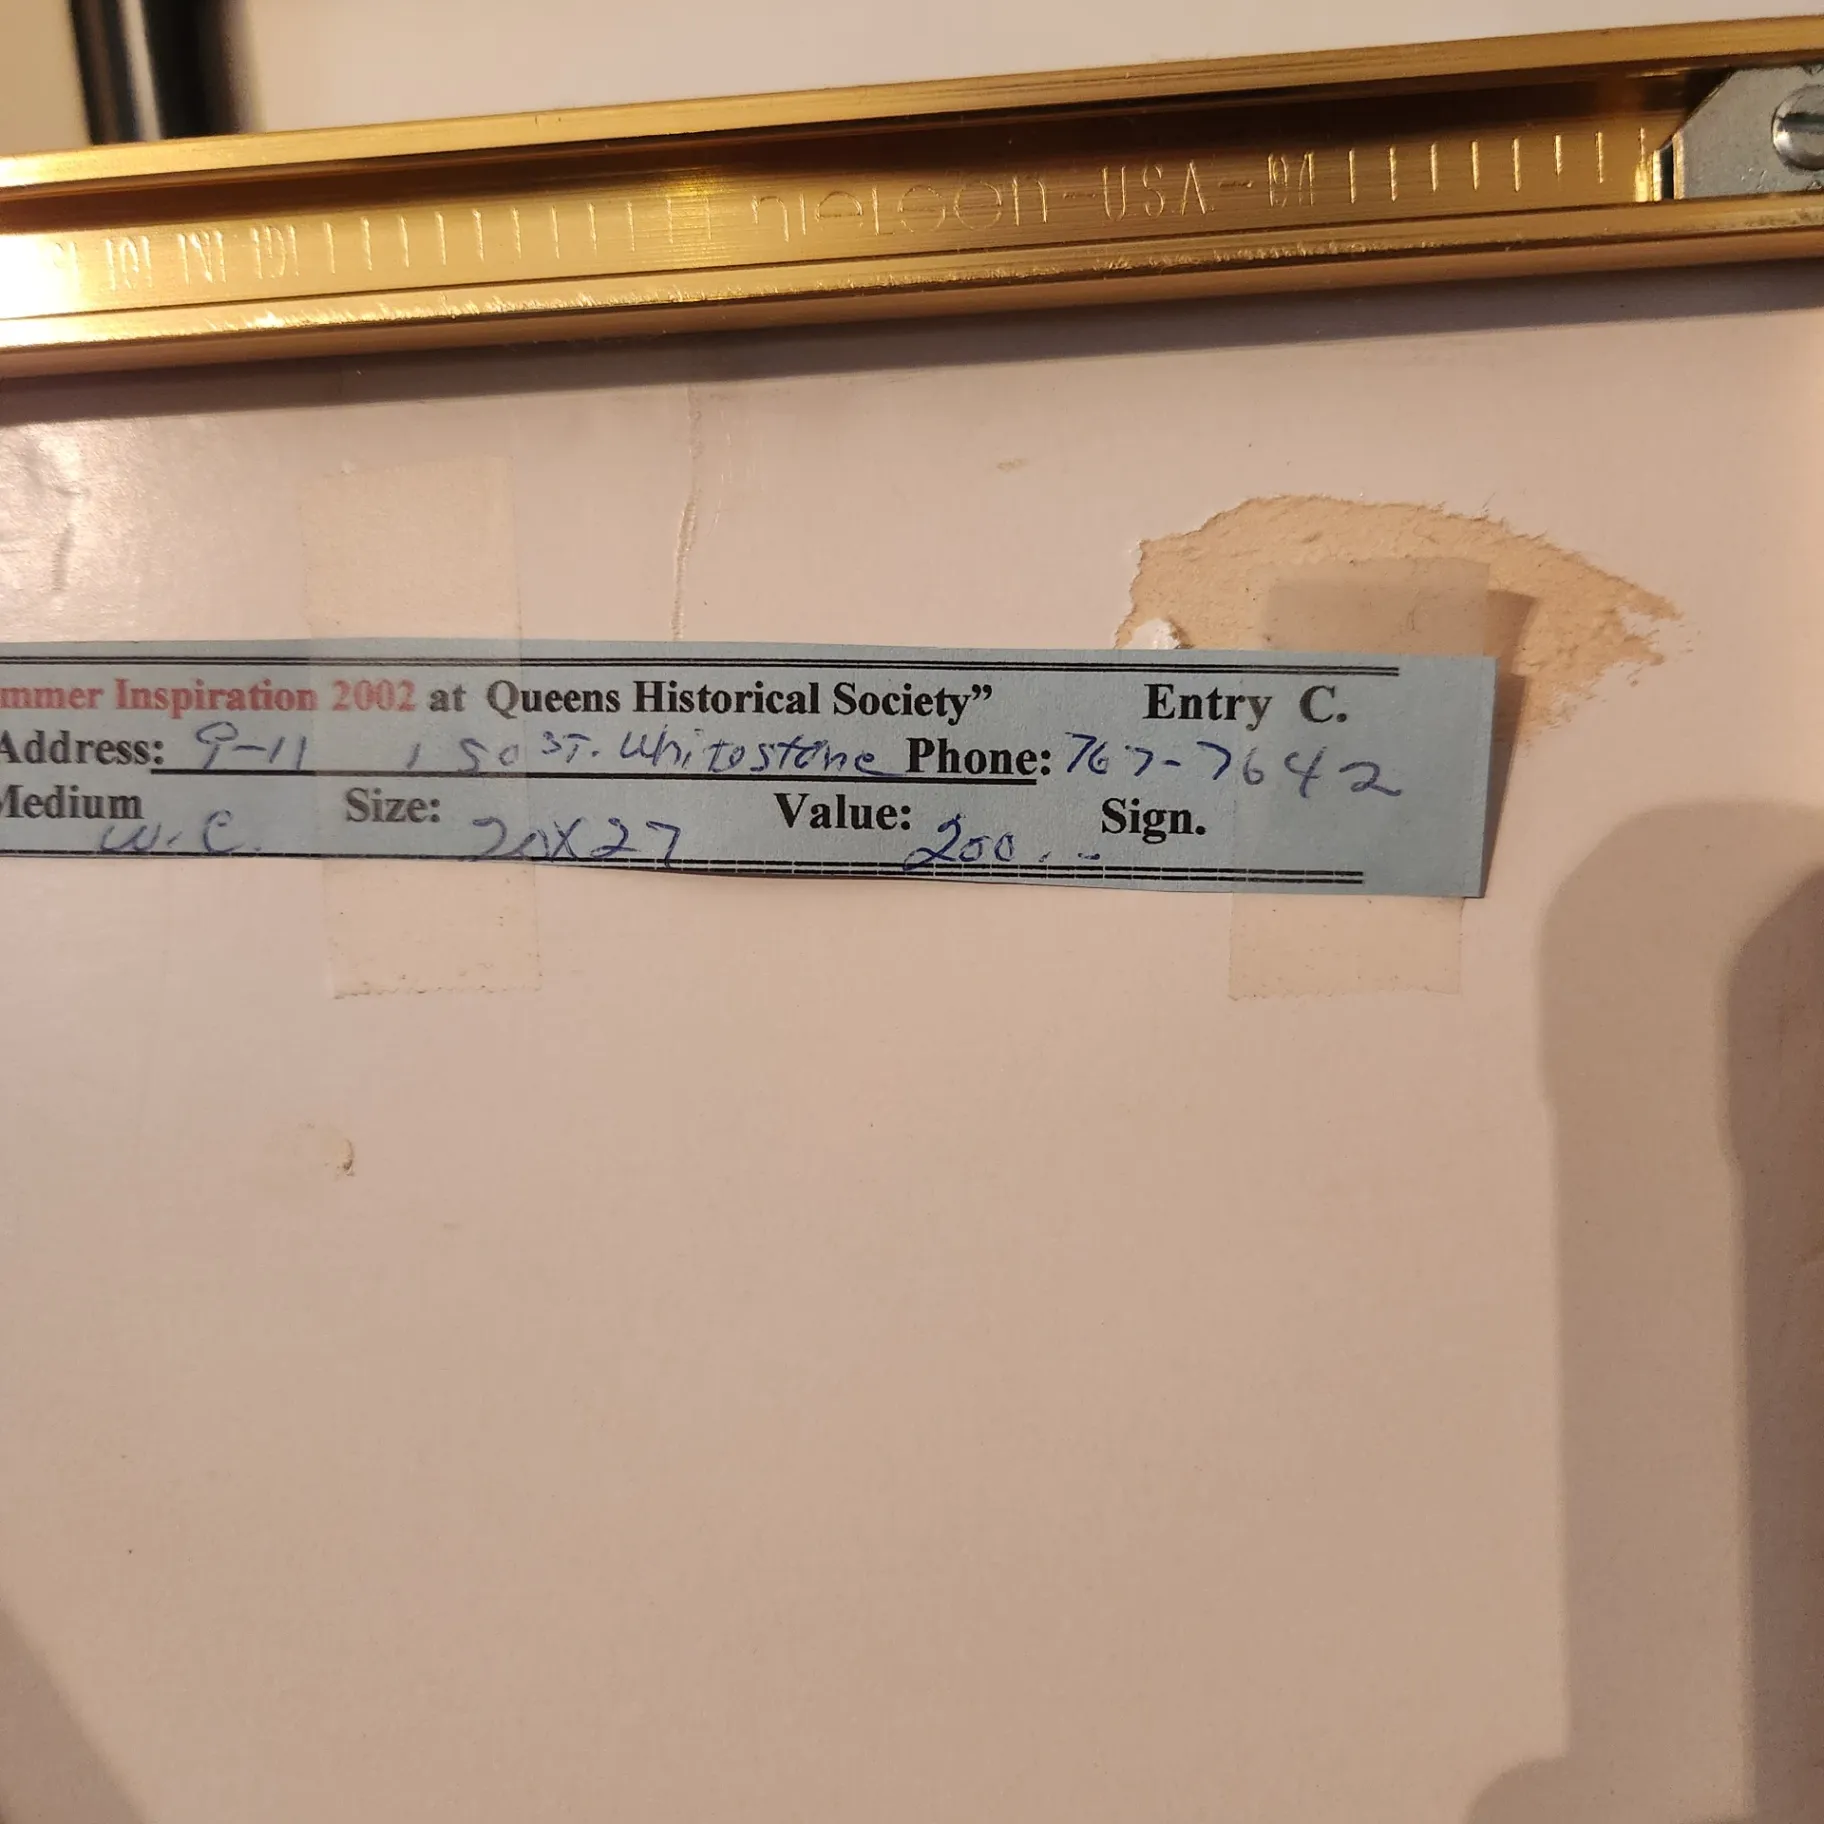 nielsen - U.S.A. -
mmer Inspiration 2002 at Queens Historical Society” Entry C.
Address: 9-11 150 ST. Whitestone Phone: 767-7642
Medium W.C. Size: 20X27 Value: 200. Sign.